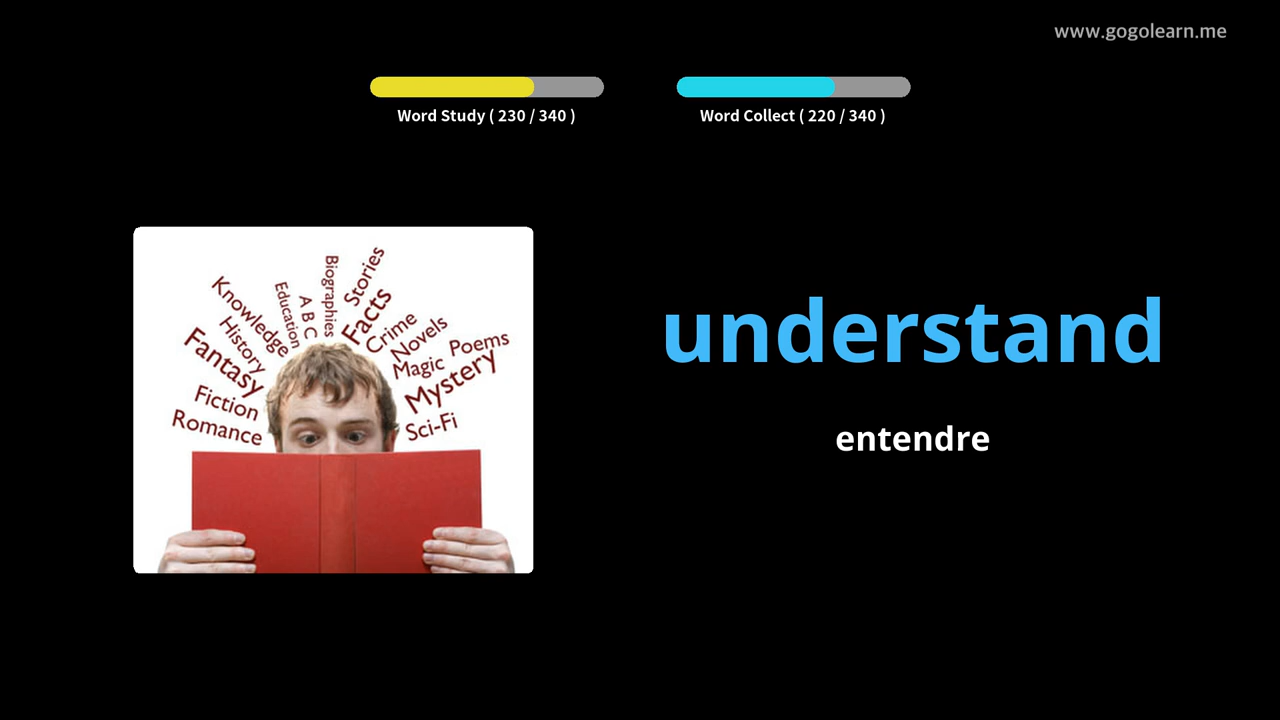 www.gogolearn.me
Word Study ( 230 / 340 )
Word Collect ( 220 / 340 )
Stories
Biographies
Facts
A B C
Education
Knowledge
Crime
Novels
History
Poems
Magic
Fantasy
Mystery
Fiction
Sci-Fi
Romance
understand
entendre